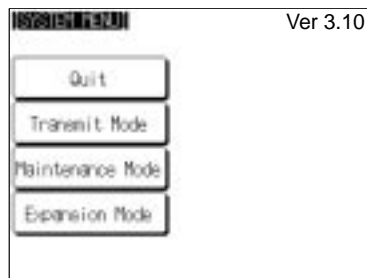 [SYSTEM MENU] Ver 3.10
Quit
Transmit Mode
Maintenance Mode
Expansion Mode